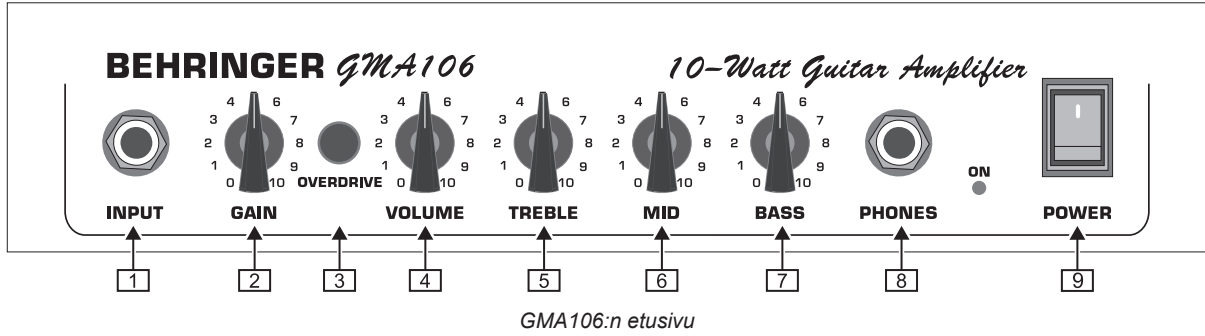 BEHRINGER GMA106 10-Watt Guitar Amplifier
4 6 4 6 4 6 4 6 4 6
3 7 3 7 3 7 3 7 3 7
2 8 2 8 2 8 2 8 2 8
1 9 1 9 1 9 1 9 1 9
ON
0 10 OVERDRIVE 0 10 0 10 0 10 0 10
INPUT GAIN VOLUME TREBLE MID BASS PHONES POWER
1 2 3 4 5 6 7 8 9
GMA106:n etusivu